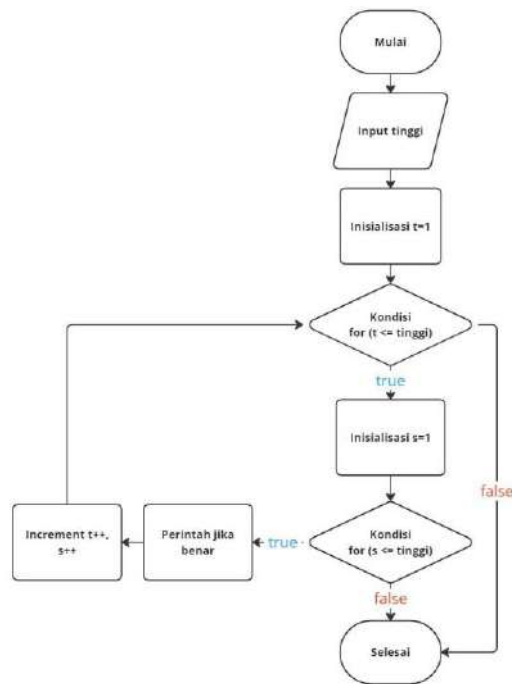 Mulai
Input tinggi
Inisialisasi t=1
Kondisi
for (t <= tinggi)
true
false
Inisialisasi s=1
Kondisi
for (s <= tinggi)
true
Perintah jika
benar
Increment t++,
s++
false
Selesai